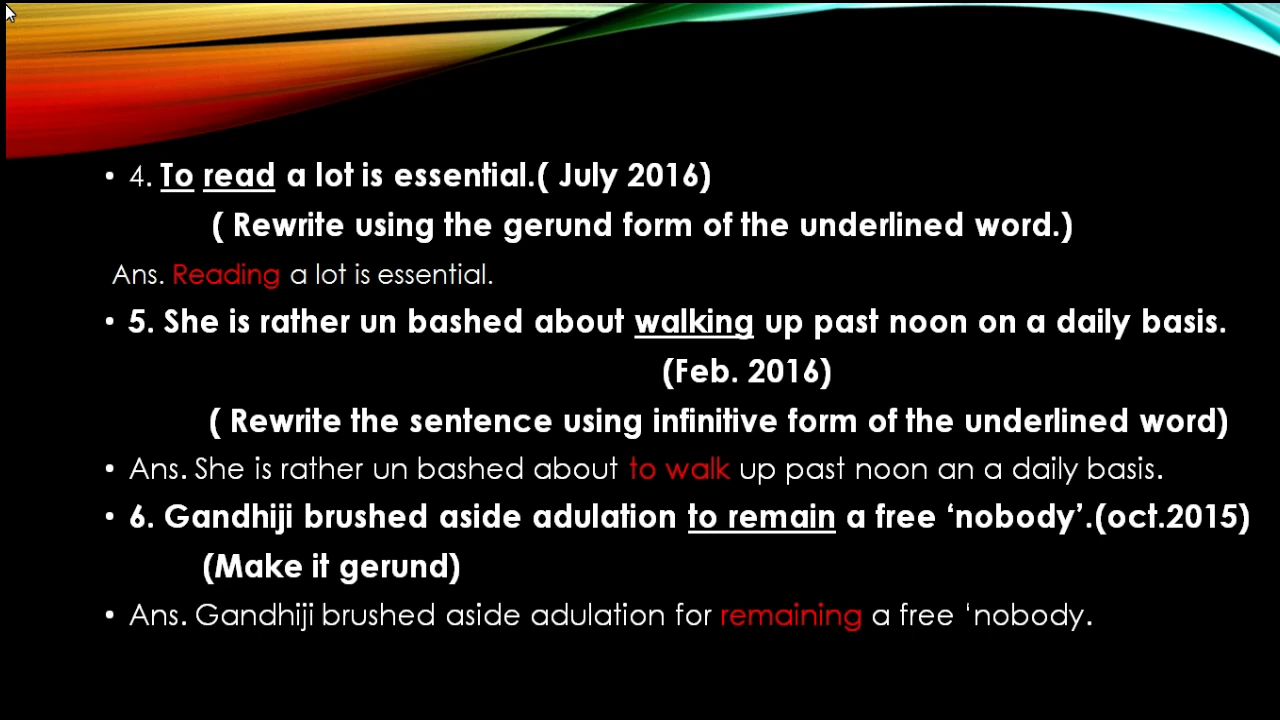 • 4. To read a lot is essential.( July 2016)
( Rewrite using the gerund form of the underlined word.)
Ans. Reading a lot is essential.
• 5. She is rather un bashed about walking up past noon on a daily basis.
(Feb. 2016)
( Rewrite the sentence using infinitive form of the underlined word)
• Ans. She is rather un bashed about to walk up past noon an a daily basis.
• 6. Gandhiji brushed aside adulation to remain a free ‘nobody’.(oct.2015)
(Make it gerund)
• Ans. Gandhiji brushed aside adulation for remaining a free ‘nobody.